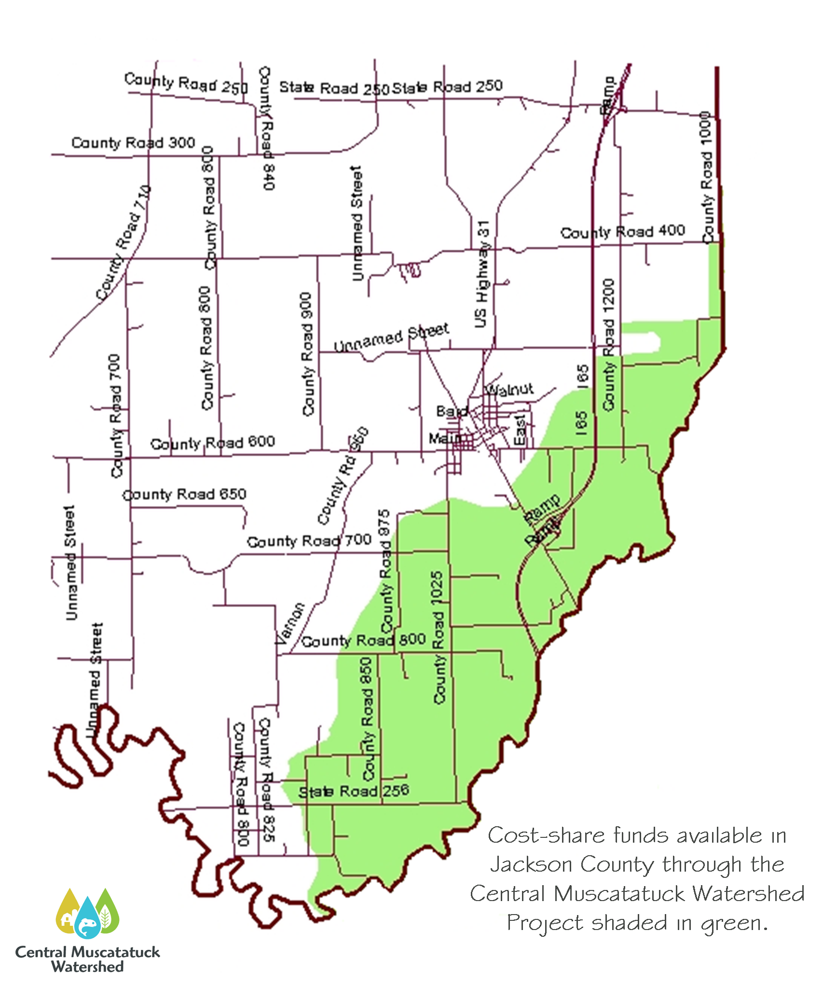 County Road 250
County Road 840
State Road 250
State Road 250
Ramp
County Road 1000
County Road 300
County Road 800
County Road 710
Unnamed Street
US Highway 31
County Road 400
County Road 800
County Road 900
County Road 1200
Unnamed Street
County Road 700
I65
Walnut
Bard
I65
East
Main
County Road 600
County Rd 960
County Road 650
Unnamed Street
County Road 975
Ramp
Ramp
County Road 700
County Road 1025
Vernon
Unnamed Street
County Road 800
County Road 850
County Road 800
County Road 825
State Road 256
Cost-share funds available in
Jackson County through the
Central Muscatatuck Watershed
Project shaded in green.
Central Muscatatuck
Watershed